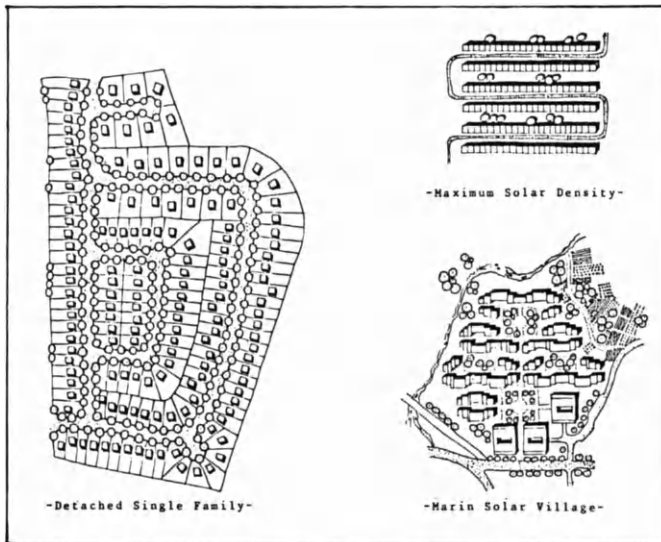 -Maximum Solar Density-
-Detached Single Family-
-Marin Solar Village-